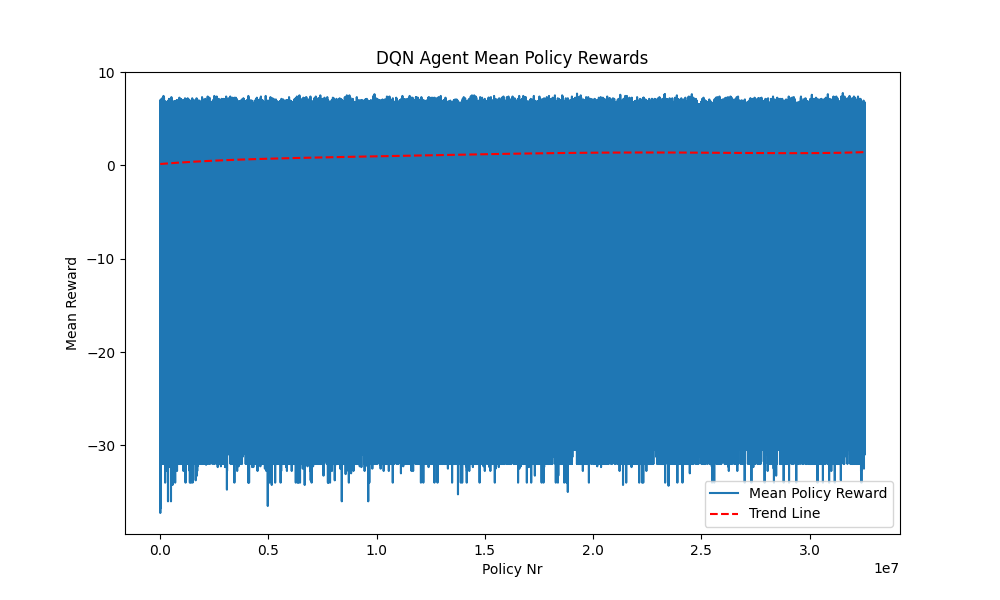 DQN Agent Mean Policy Rewards
10
0
−10
−20
−30
Mean Reward
0.0
0.5
1.0
1.5
2.0
2.5
3.0
1e7
Policy Nr
Mean Policy Reward
Trend Line